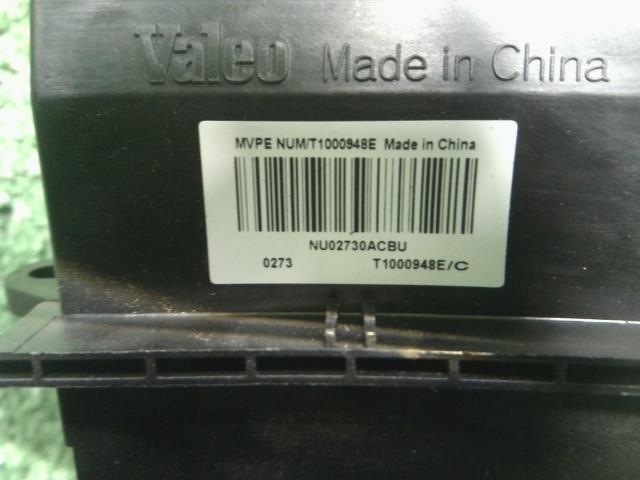 Valeo Made in China
MVPE NUM/T1000948E Made in China
NU02730ACBU
0273 T1000948E/C